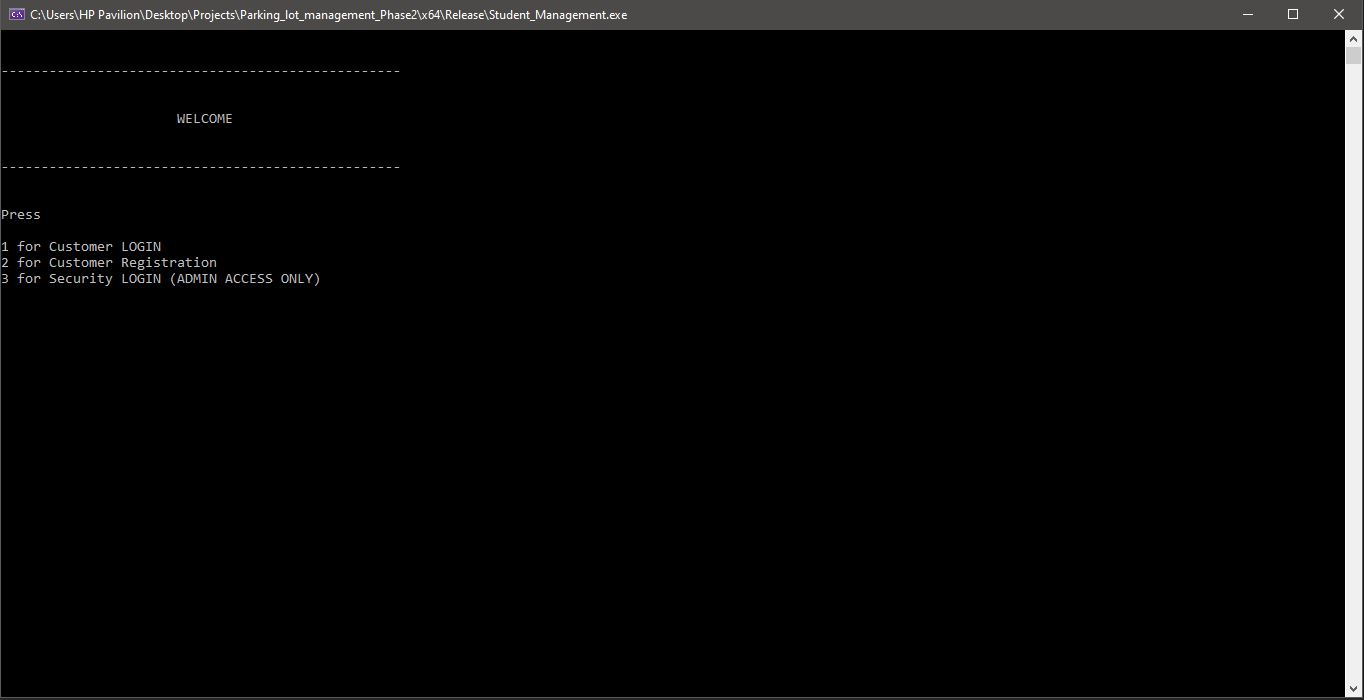 C:\Users\HP Pavilion\Desktop\Projects\Parking_lot_management_Phase2\x64\Release\Student_Management.exe
--------------------------------------------------
WELCOME
--------------------------------------------------
Press
1 for Customer LOGIN
2 for Customer Registration
3 for Security LOGIN (ADMIN ACCESS ONLY)